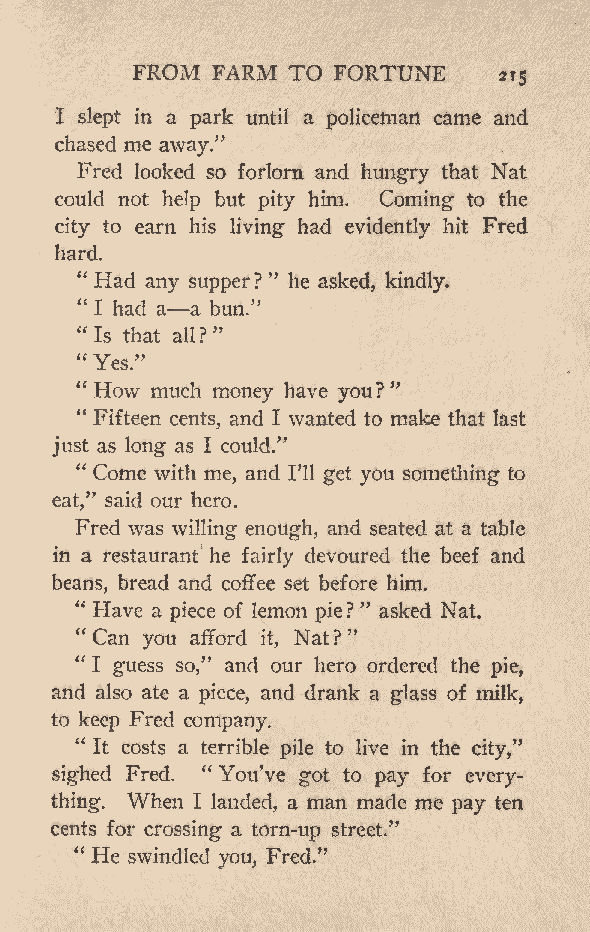 FROM FARM TO FORTUNE 215
I slept in a park until a policeman came and
chased me away.”
Fred looked so forlorn and hungry that Nat
could not help but pity him. Coming to the
city to earn his living had evidently hit Fred
hard.
“ Had any supper? ” he asked, kindly.
“ I had a—a bun.”
“ Is that all? ”
“ Yes.”
“ How much money have you? ”
“ Fifteen cents, and I wanted to make that last
just as long as I could.”
“ Come with me, and I’ll get you something to
eat,” said our hero.
Fred was willing enough, and seated at a table
in a restaurant he fairly devoured the beef and
beans, bread and coffee set before him.
“ Have a piece of lemon pie? ” asked Nat.
“ Can you afford it, Nat? ”
“ I guess so,” and our hero ordered the pie,
and also ate a piece, and drank a glass of milk,
to keep Fred company.
“ It costs a terrible pile to live in the city,”
sighed Fred. “ You’ve got to pay for every-
thing. When I landed, a man made me pay ten
cents for crossing a torn-up street.”
“ He swindled you, Fred.”